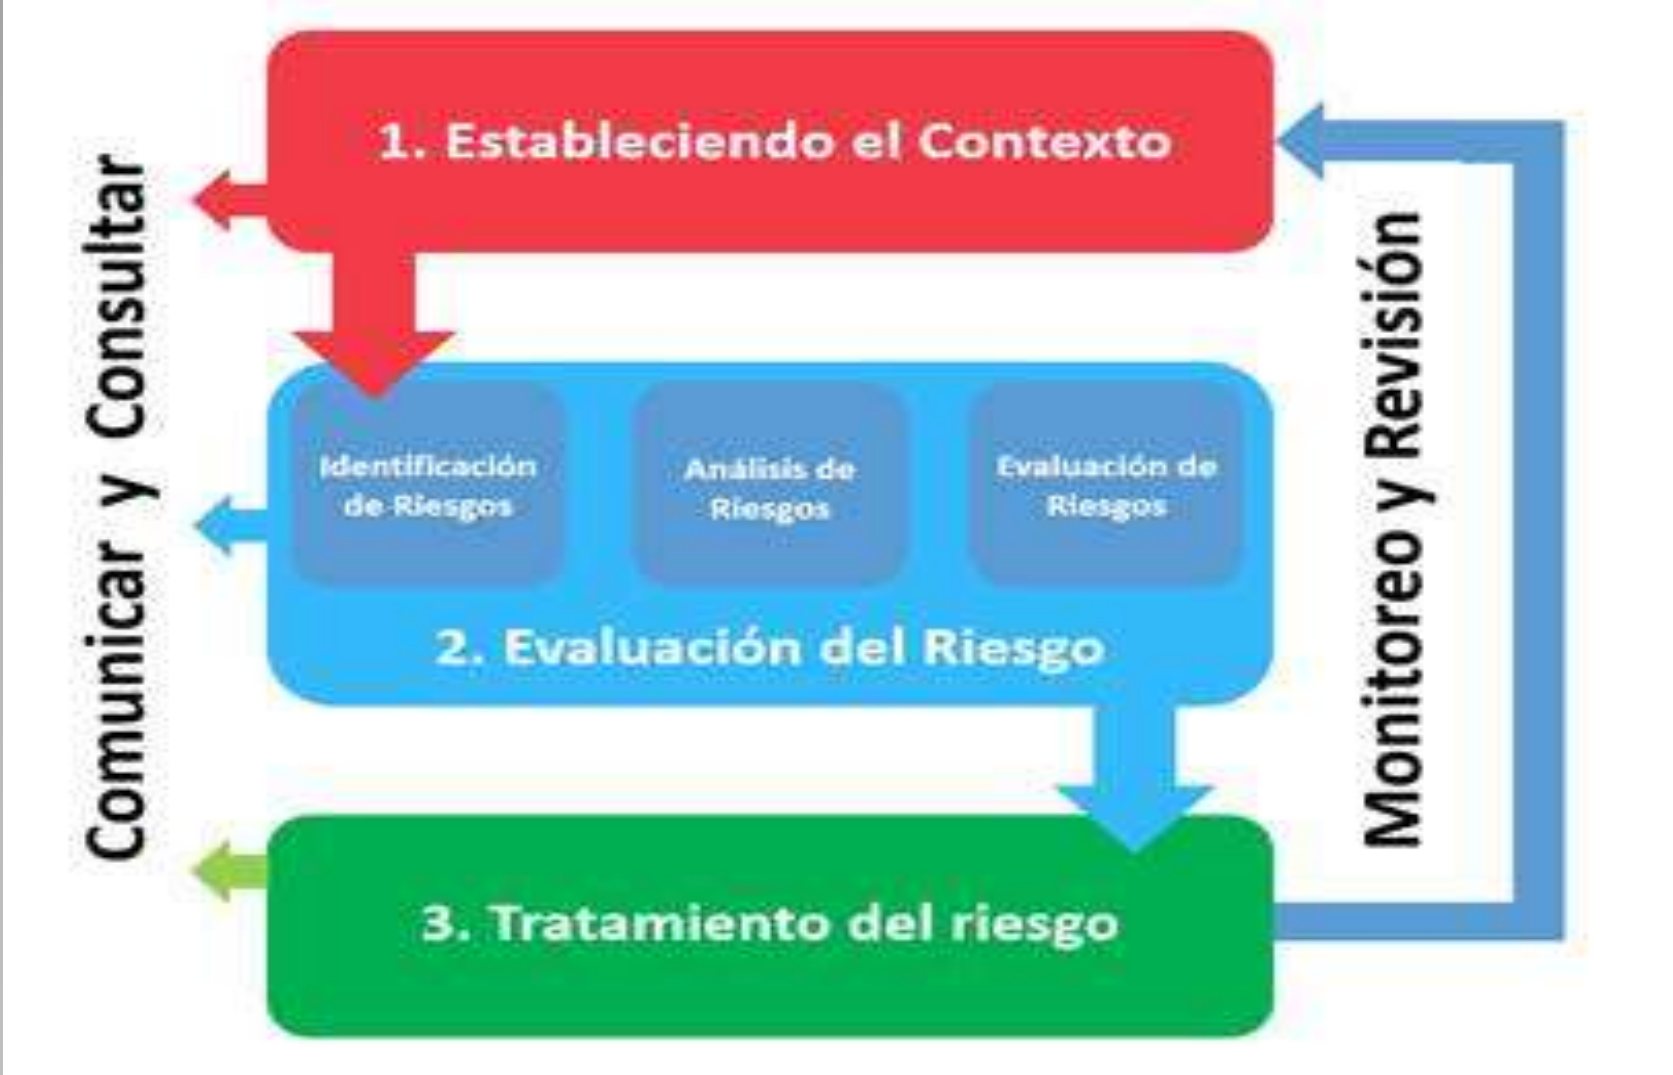 1. Estableciendo el Contexto
Comunicar y Consultar
Identificación
de Riesgos
Análisis de
Riesgos
Evaluación de
Riesgos
2. Evaluación del Riesgo
3. Tratamiento del riesgo
Monitoreo y Revisión